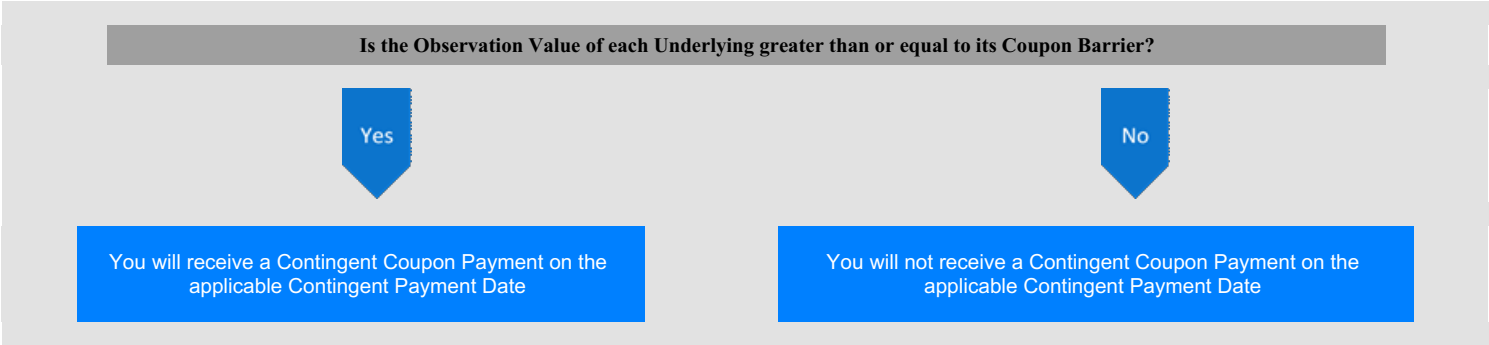 Is the Observation Value of each Underlying greater than or equal to its Coupon Barrier?
Yes
No
You will receive a Contingent Coupon Payment on the
applicable Contingent Payment Date
You will not receive a Contingent Coupon Payment on the
applicable Contingent Payment Date